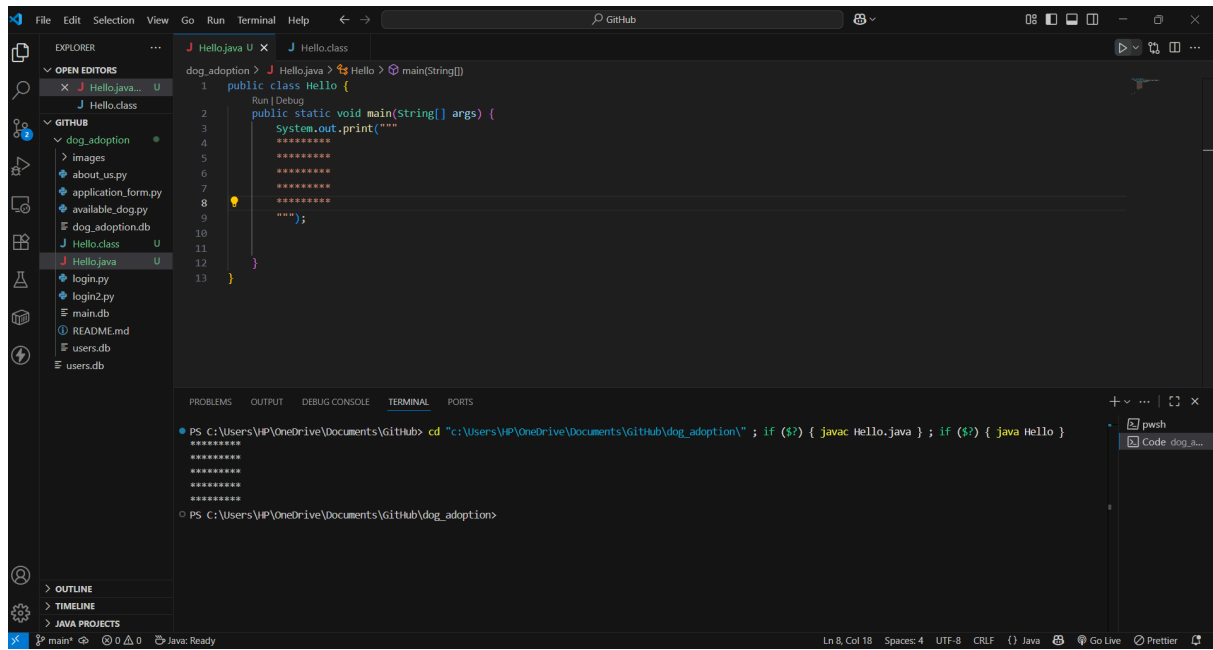 File Edit Selection View Go Run Terminal Help
GitHub
EXPLORER
OPEN EDITORS
Hello.java... U
Hello.class
GITHUB
dog_adoption
images
about_us.py
application_form.py
available_dog.py
dog_adoption.db
Hello.class U
Hello.java U
login.py
login2.py
main.db
README.md
users.db
users.db
OUTLINE
TIMELINE
JAVA PROJECTS
2
Hello.java U
Hello.class
dog_adoption > Hello.java > Hello > main(String[])
1 public class Hello {
Run | Debug
2 public static void main(String[] args) {
3 System.out.print("""
4 *********
5 *********
6 *********
7 *********
8 *********
9 """);
10
11
12 }
13 }
PROBLEMS OUTPUT DEBUG CONSOLE TERMINAL PORTS
PS C:\Users\HP\OneDrive\Documents\GitHub> cd "c:\Users\HP\OneDrive\Documents\GitHub\dog_adoption\" ; if ($?) { javac Hello.java } ; if ($?) { java Hello }
*********
*********
*********
*********
*********
PS C:\Users\HP\OneDrive\Documents\GitHub\dog_adoption>
pwsh
Code dog_a...
main* 0 0 Java: Ready
Ln 8, Col 18 Spaces: 4 UTF-8 CRLF {} Java Go Live Prettier